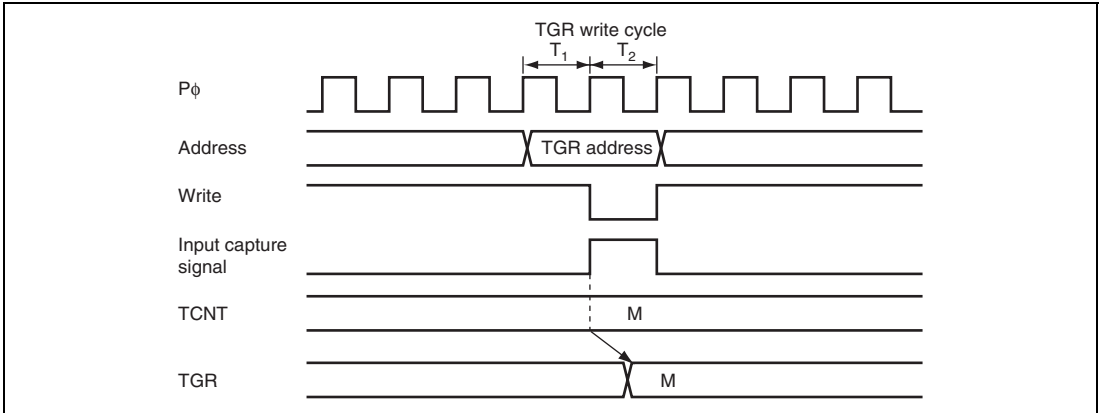 TGR write cycle
T1 T2
Pφ
Address
TGR address
Write
Input capture
signal
TCNT
M
TGR
M